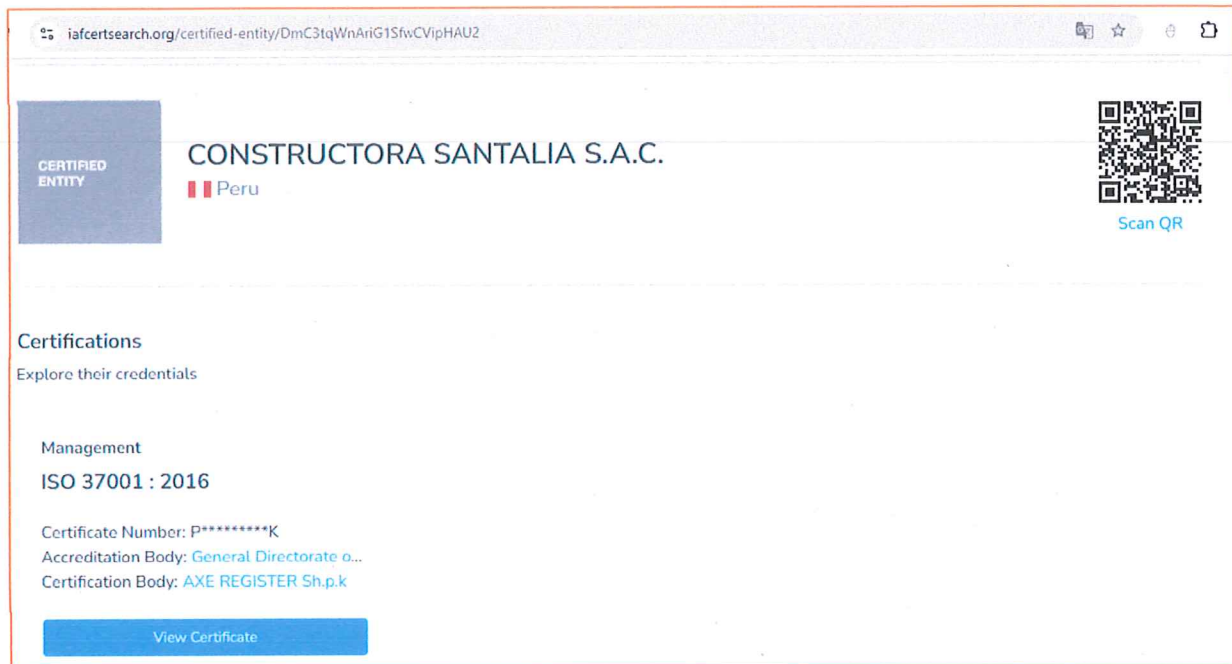 iafcertsearch.org/certified-entity/DmC3tqWnAriG1SfwCVipHAU2
CERTIFIED
ENTITY
CONSTRUCTORA SANTALIA S.A.C.
Peru
Scan QR
Certifications
Explore their credentials
Management
ISO 37001 : 2016
Certificate Number: P*********K
Accreditation Body: General Directorate o...
Certification Body: AXE REGISTER Sh.p.k
View Certificate